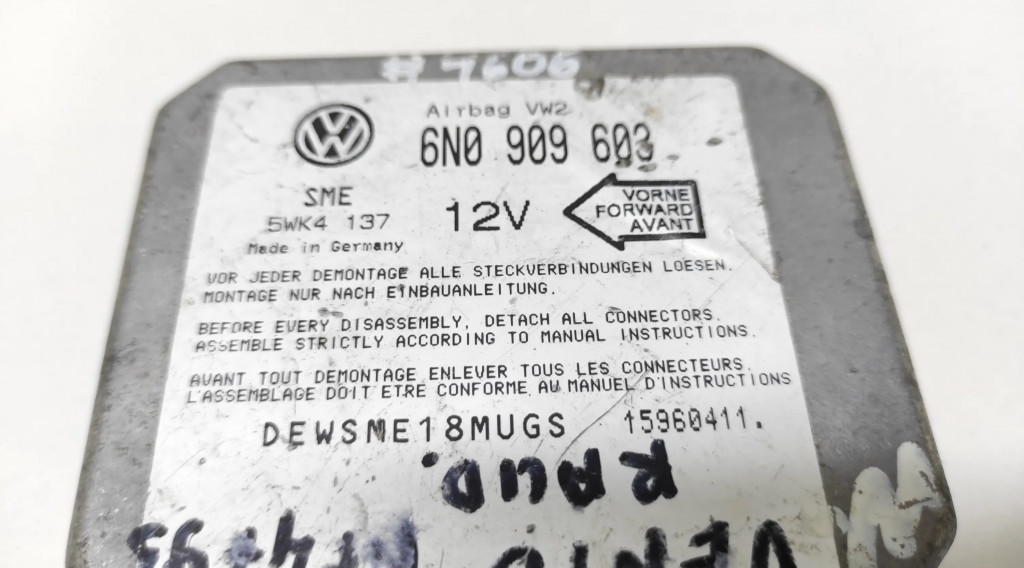 # 7606
Airbag VW2
6N0 909 603
SME
5WK4 137
12V
VORNE
FORWARD
AVANT
Made in Germany
VOR JEDER DEMONTAGE ALLE STECKVERBINDUNGEN LOESEN.
MONTAGE NUR NACH EINBAUANLEITUNG.
BEFORE EVERY DISASSEMBLY, DETACH ALL CONNECTORS.
ASSEMBLE STRICTLY ACCORDING TO MANUAL INSTRUCTIONS.
AVANT TOUT DEMONTAGE ENLEVER TOUS LES CONNECTEURS.
L'ASSEMBLAGE DOIT ETRE CONFORME AU MANUEL D'INSTRUCTIONS
DEWSME18MUGS 15960411.
RAUD.
VENTO